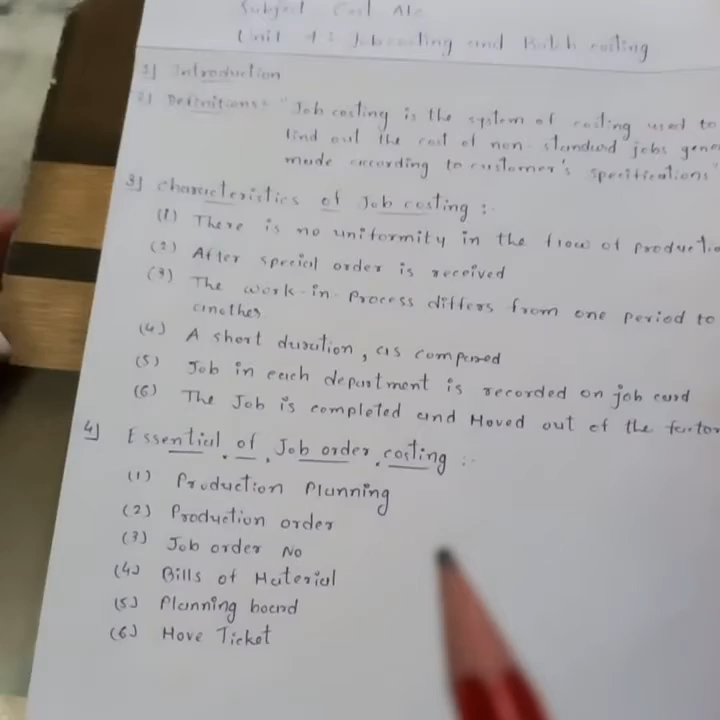 Subject Cost A/c
Unit 4: Job costing and Batch costing
1] Introduction
2] Definitions:- "Job costing is the system of costing used to
find out the cost of non-standard jobs gene
made according to customer's specifications"
3] Characteristics of Job costing :-
(1) There is no uniformity in the flow of productio
(2) After special order is received
(3) The work-in-Process differs from one period to
another.
(4) A short duration, as compared
(5) Job in each department is recorded on job card
(6) The Job is completed and Moved out of the factor
4] Essential of Job order costing :-
(1) Production Planning
(2) Production order
(3) Job order No
(4) Bills of Material
(5) Planning board
(6) Move Ticket